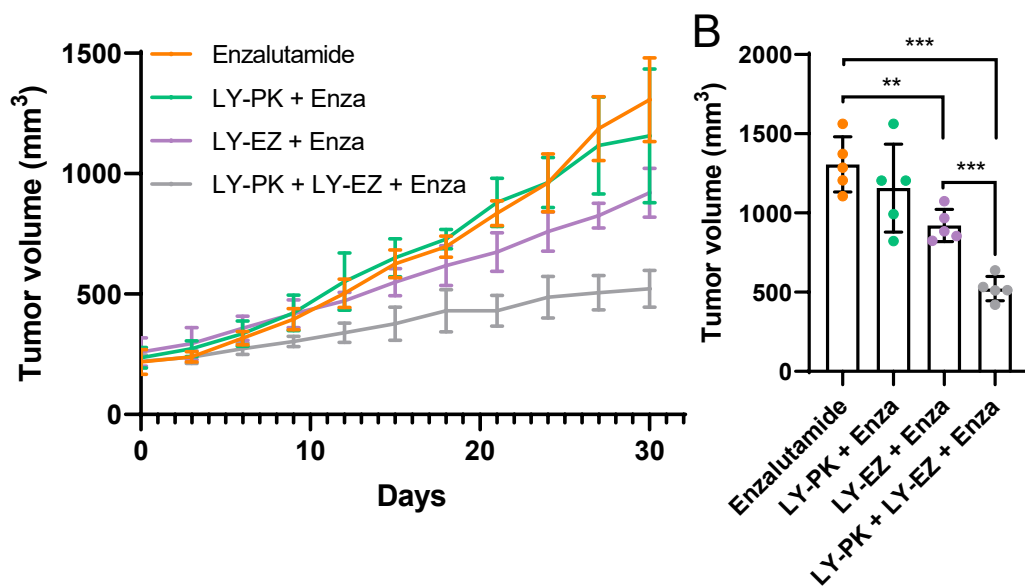 Tumor volume (mm³)
1500
1000
500
0
0
10
20
30
Days
Enzalutamide
LY-PK + Enza
LY-EZ + Enza
LY-PK + LY-EZ + Enza
B
Tumor volume (mm³)
2000
1500
1000
500
0
***
**
***
Enzalutamide
LY-PK + Enza
LY-EZ + Enza
LY-PK + LY-EZ + Enza